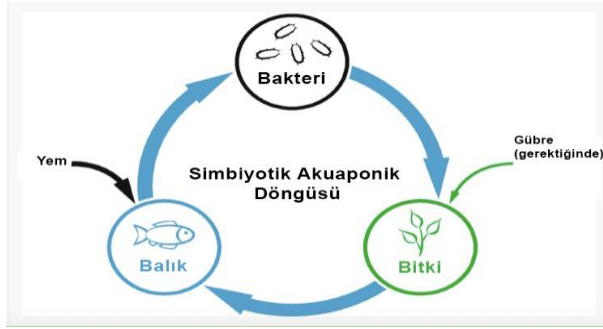 Bakteri
Yem
Simbiyotik Akuaponik
Döngüsü
Gübre
(gerektiğinde)
Balık
Bitki